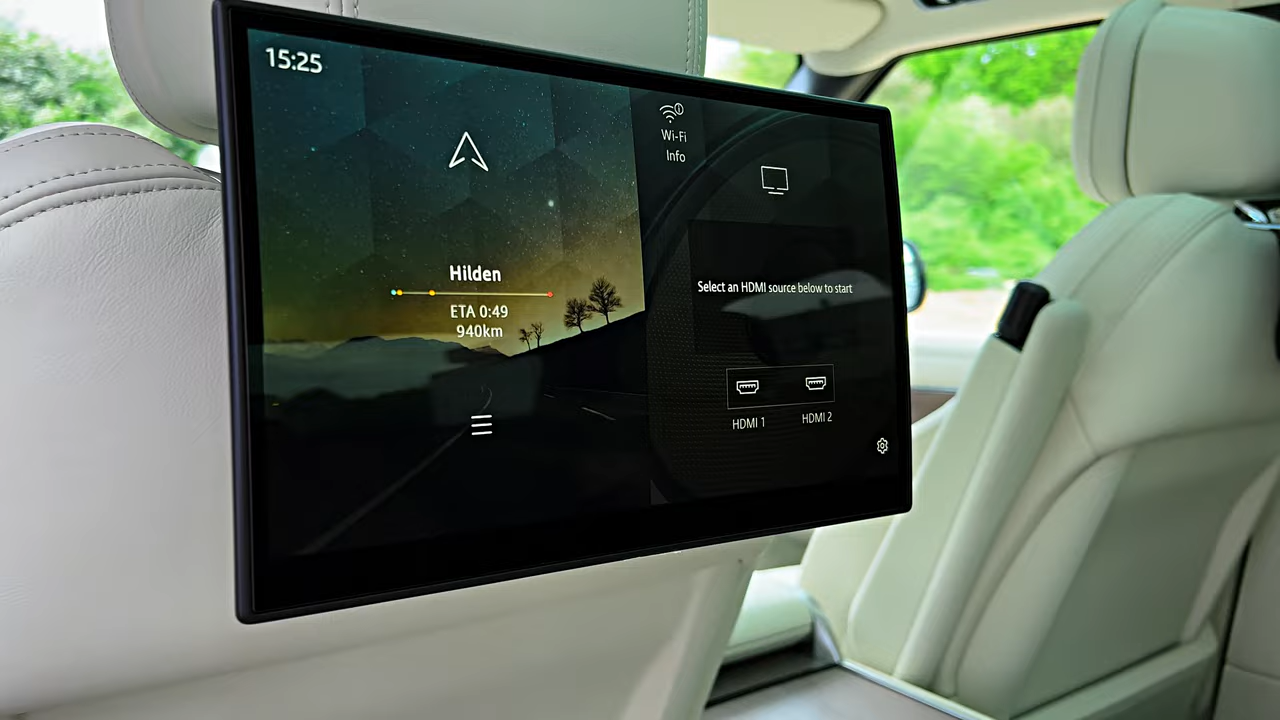 15:25
Hilden
ETA 0:49
940km
Wi-Fi
Info
Select an HDMI source below to start
HDMI 1
HDMI 2